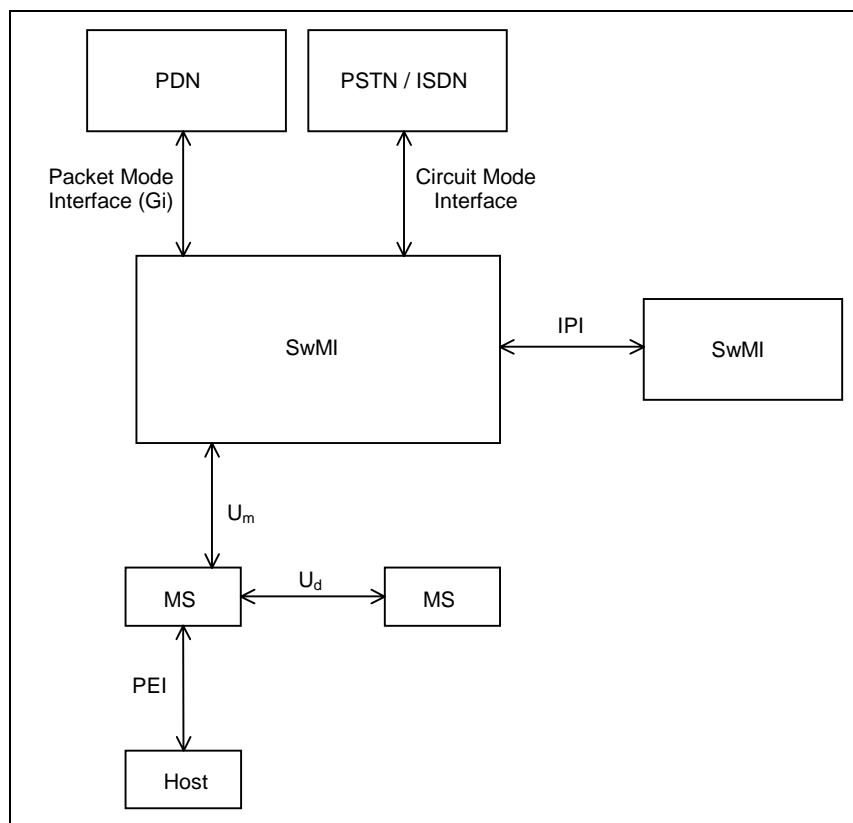 PDN
PSTN / ISDN
Packet Mode
Interface (Gi)
Circuit Mode
Interface
SwMI
IPI
SwMI
Um
MS
Ud
MS
PEI
Host